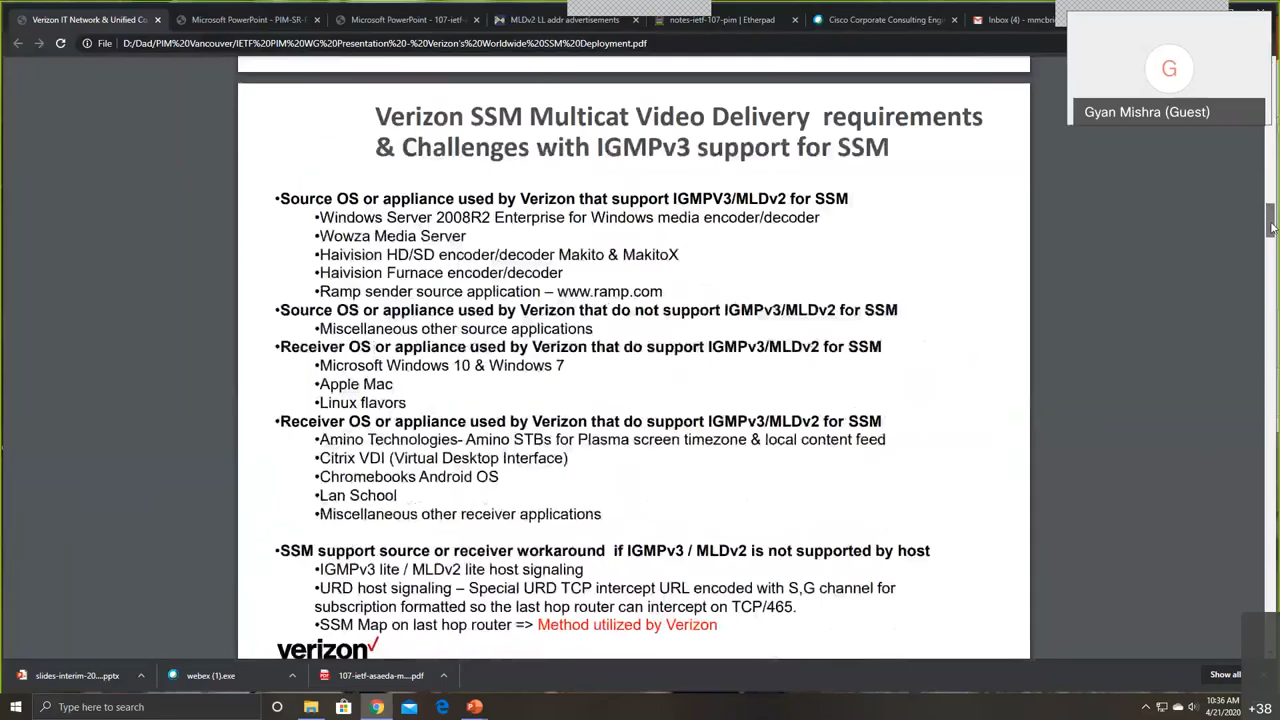 Verizon IT Network & Unified Co
Microsoft PowerPoint - PIM-SR-
Microsoft PowerPoint - 107-ietf-
MLDv2 LL addr advertisements
notes-ietf-107-pim | Etherpad
Cisco Corporate Consulting Eng
Inbox (4) - mmcbri
File
D:/Dad/PIM%20Vancouver/IETF%20PIM%20WG%20Presentation%20-%20Verizon's%20Worldwide%20SSM%20Deployment.pdf
G
Gyan Mishra (Guest)
Verizon SSM Multicat Video Delivery requirements
& Challenges with IGMPv3 support for SSM
•Source OS or appliance used by Verizon that support IGMPV3/MLDv2 for SSM
•Windows Server 2008R2 Enterprise for Windows media encoder/decoder
•Wowza Media Server
•Haivision HD/SD encoder/decoder Makito & MakitoX
•Haivision Furnace encoder/decoder
•Ramp sender source application – www.ramp.com
•Source OS or appliance used by Verizon that do not support IGMPv3/MLDv2 for SSM
•Miscellaneous other source applications
•Receiver OS or appliance used by Verizon that do support IGMPv3/MLDv2 for SSM
•Microsoft Windows 10 & Windows 7
•Apple Mac
•Linux flavors
•Receiver OS or appliance used by Verizon that do support IGMPv3/MLDv2 for SSM
•Amino Technologies- Amino STBs for Plasma screen timezone & local content feed
•Citrix VDI (Virtual Desktop Interface)
•Chromebooks Android OS
•Lan School
•Miscellaneous other receiver applications
•SSM support source or receiver workaround if IGMPv3 / MLDv2 is not supported by host
•IGMPv3 lite / MLDv2 lite host signaling
•URD host signaling – Special URD TCP intercept URL encoded with S,G channel for
subscription formatted so the last hop router can intercept on TCP/465.
•SSM Map on last hop router => Method utilized by Verizon
verizon✓
slides-interim-20....pptx
webex (1).exe
107-ietf-asaeda-m....pdf
Show all
Type here to search
10:36 AM
4/21/2020
+38